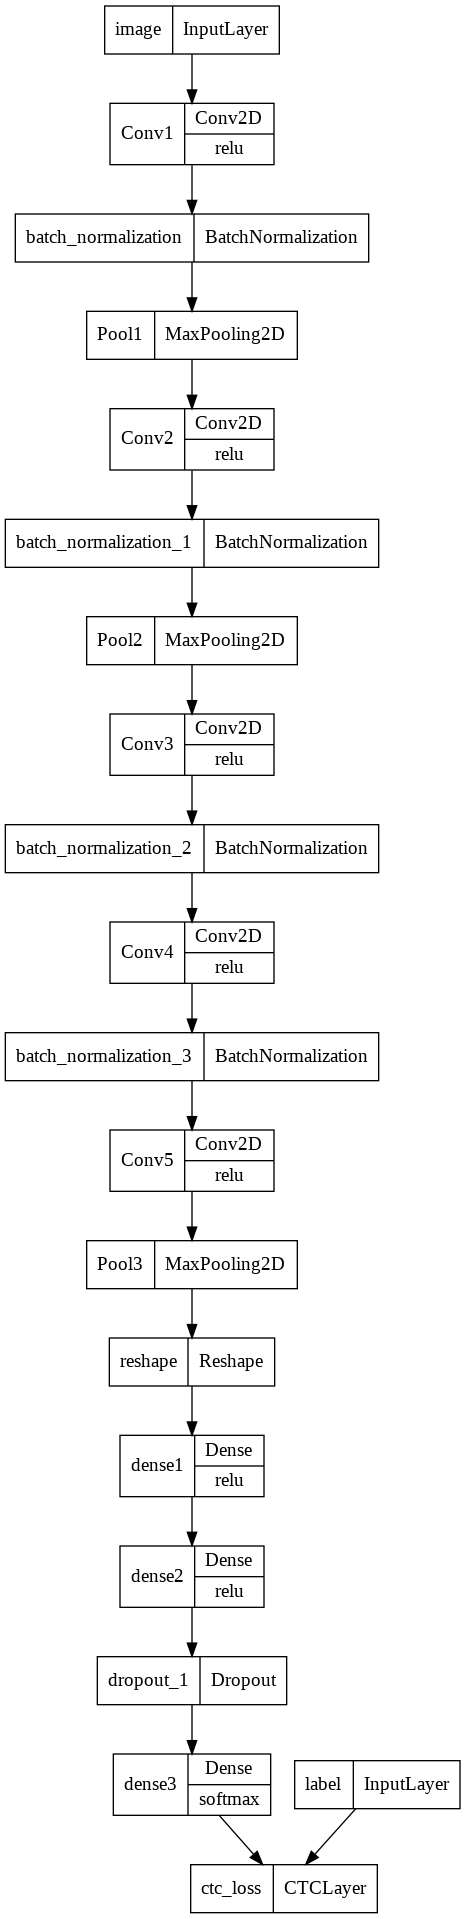 image InputLayer
Conv1 Conv2D
relu
batch_normalization BatchNormalization
Pool1 MaxPooling2D
Conv2 Conv2D
relu
batch_normalization_1 BatchNormalization
Pool2 MaxPooling2D
Conv3 Conv2D
relu
batch_normalization_2 BatchNormalization
Conv4 Conv2D
relu
batch_normalization_3 BatchNormalization
Conv5 Conv2D
relu
Pool3 MaxPooling2D
reshape Reshape
dense1 Dense
relu
dense2 Dense
relu
dropout_1 Dropout
dense3 Dense
softmax
label InputLayer
ctc_loss CTCLayer